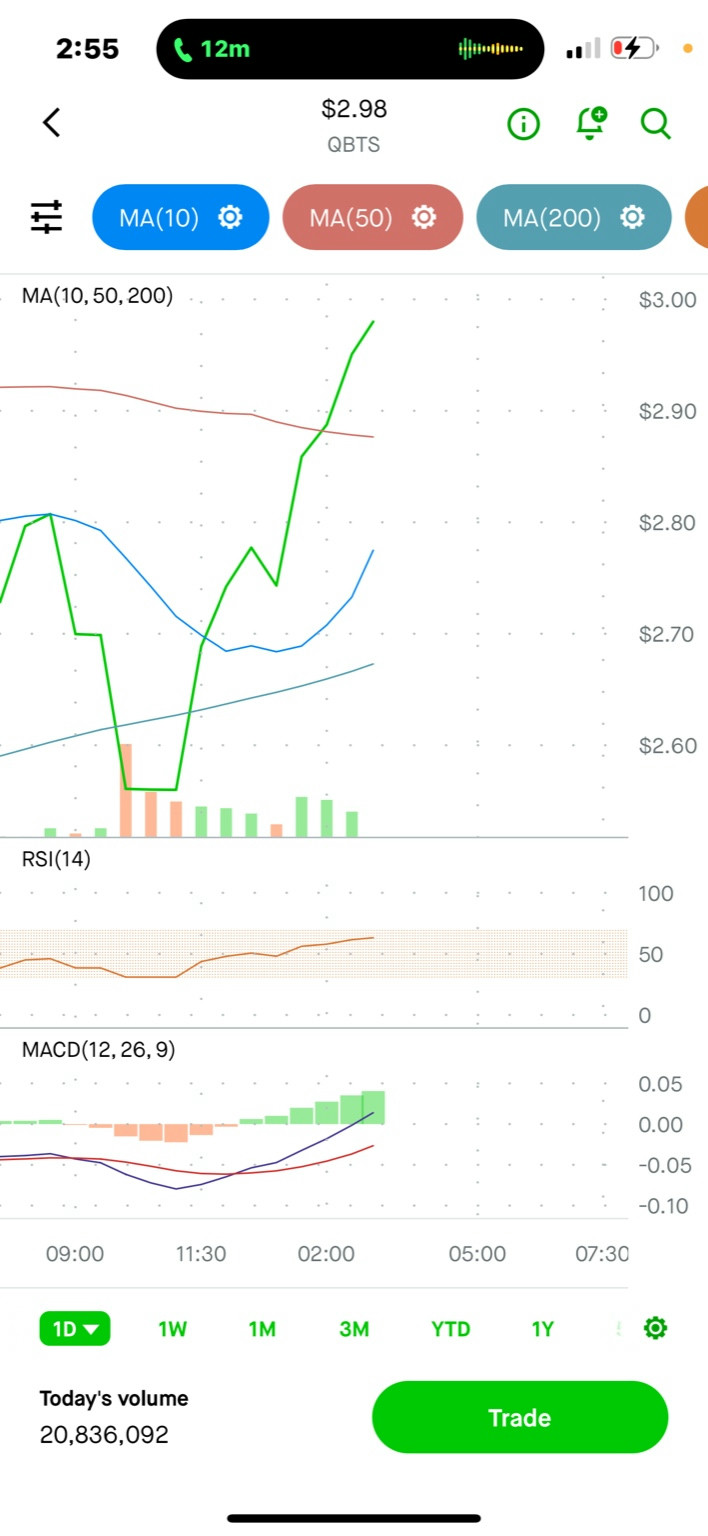 2:55 12m
$2.98
QBTS
MA(10) MA(50) MA(200)
MA(10,50,200)
$3.00
$2.90
$2.80
$2.70
$2.60
RSI(14)
100
50
0
MACD(12,26,9)
0.05
0.00
-0.05
-0.10
09:00 11:30 02:00 05:00 07:30
1D 1W 1M 3M YTD 1Y
Today's volume
20,836,092
Trade